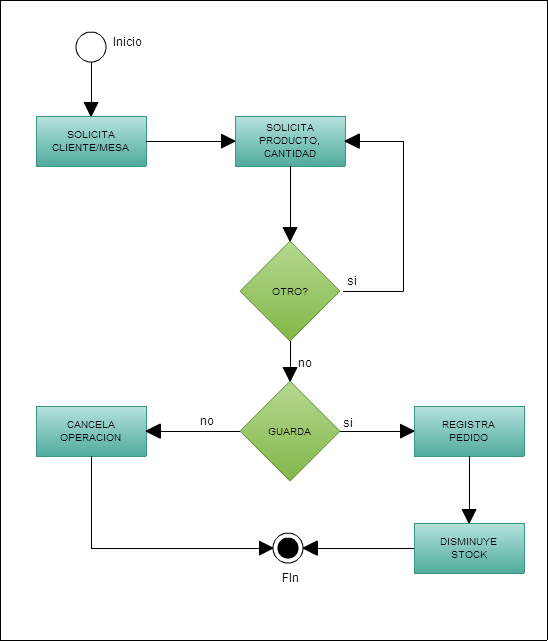 Inicio
SOLICITA
CLIENTE/MESA
SOLICITA
PRODUCTO,
CANTIDAD
OTRO?
si
no
GUARDA
no
si
CANCELA
OPERACION
REGISTRA
PEDIDO
DISMINUYE
STOCK
FIn